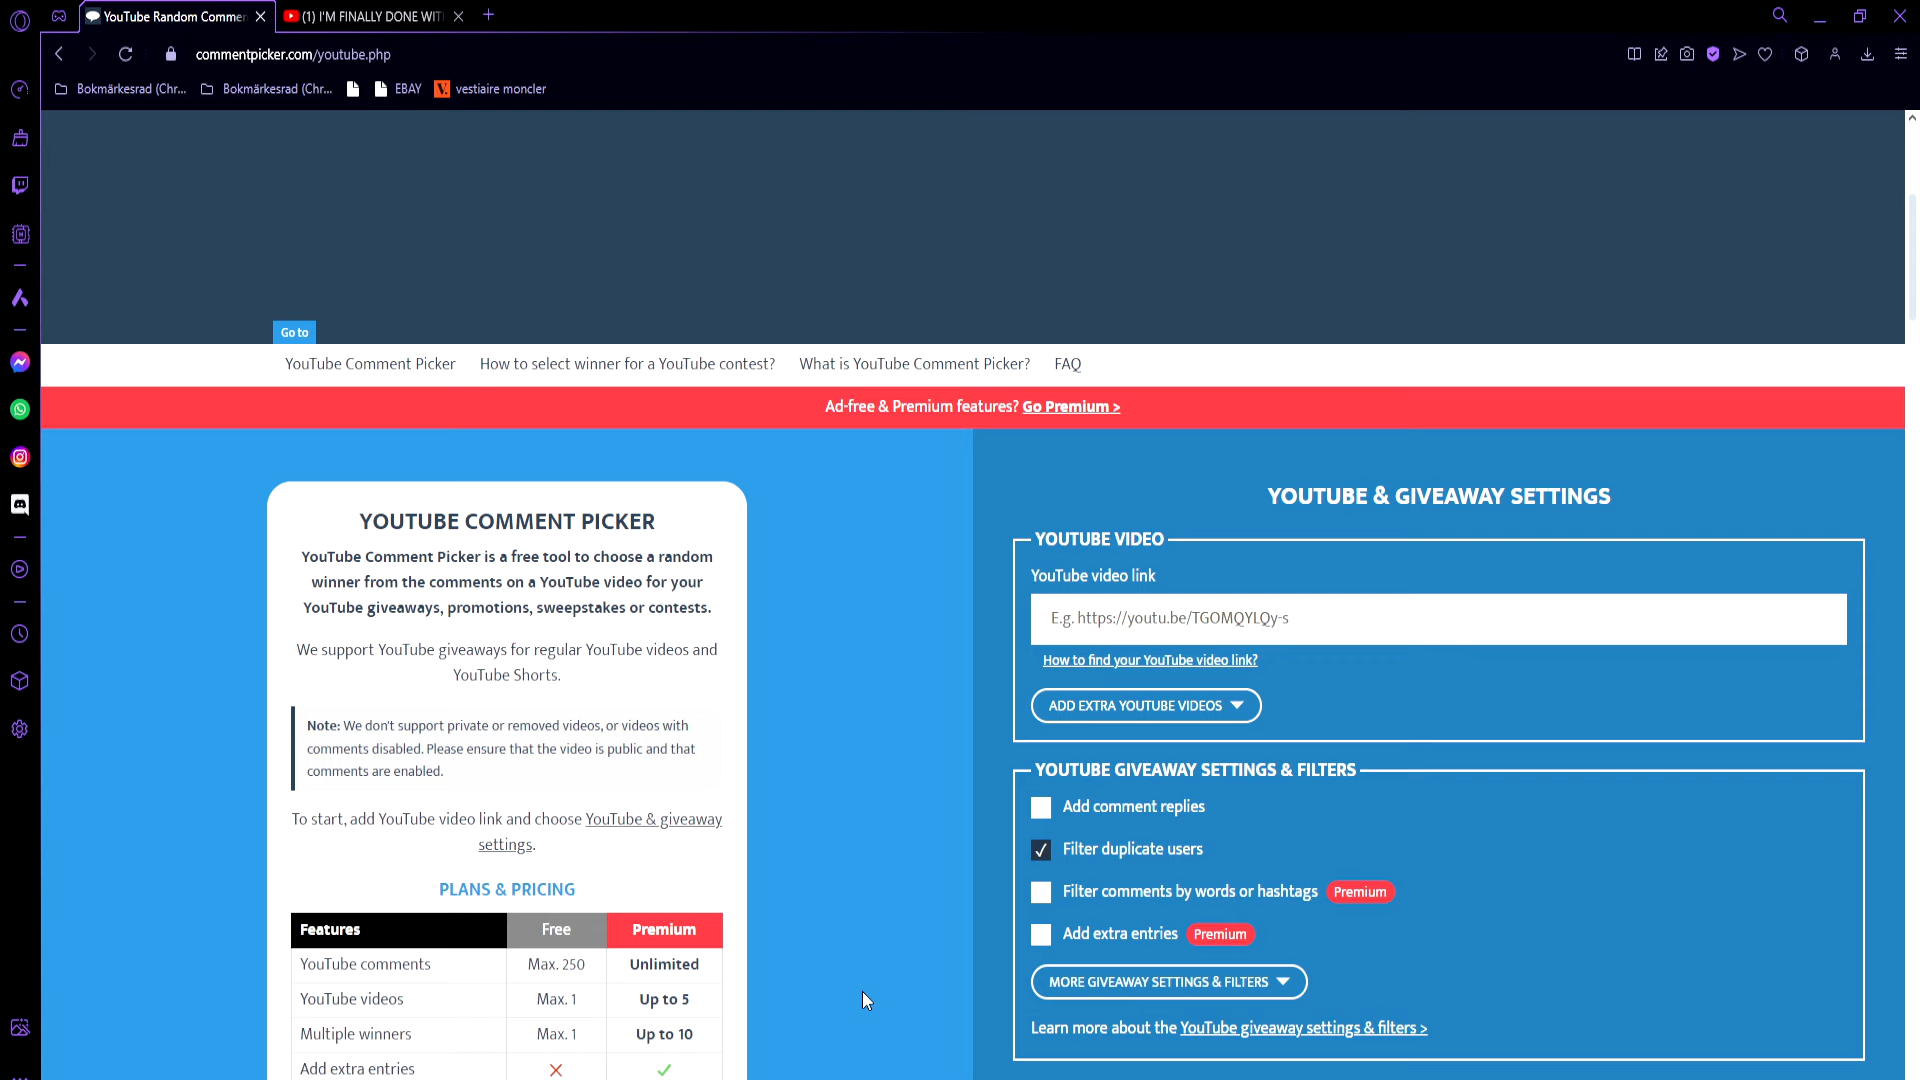 YouTube Random Commen
(1) I'M FINALLY DONE WIT
commentpicker.com/youtube.php
Bokmärkesrad (Chr...
Bokmärkesrad (Chr...
EBAY
V.
vestiaire moncler
Go to
YouTube Comment Picker
How to select winner for a YouTube contest?
What is YouTube Comment Picker?
FAQ
Ad-free & Premium features? Go Premium >
YOUTUBE COMMENT PICKER
YouTube Comment Picker is a free tool to choose a random
winner from the comments on a YouTube video for your
YouTube giveaways, promotions, sweepstakes or contests.
We support YouTube giveaways for regular YouTube videos and
YouTube Shorts.
Note: We don't support private or removed videos, or videos with
comments disabled. Please ensure that the video is public and that
comments are enabled.
To start, add YouTube video link and choose YouTube & giveaway
settings.
PLANS & PRICING
Features Free Premium
YouTube comments Max. 250 Unlimited
YouTube videos Max. 1 Up to 5
Multiple winners Max. 1 Up to 10
Add extra entries
YOUTUBE & GIVEAWAY SETTINGS
YOUTUBE VIDEO
YouTube video link
E.g. https://youtu.be/TGOMQYLQy-s
How to find your YouTube video link?
ADD EXTRA YOUTUBE VIDEOS
YOUTUBE GIVEAWAY SETTINGS & FILTERS
Add comment replies
Filter duplicate users
Filter comments by words or hashtags Premium
Add extra entries Premium
MORE GIVEAWAY SETTINGS & FILTERS
Learn more about the YouTube giveaway settings & filters >